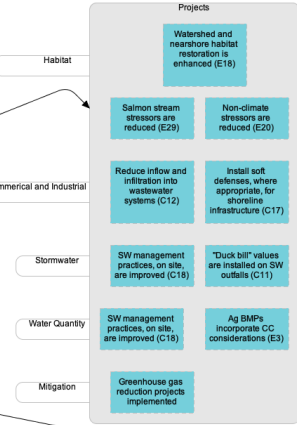 Projects
Watershed and
nearshore habitat
restoration is
enhanced (E18)
Habitat
Salmon stream
stressors are
reduced (E29)
Non-climate
stressors are
reduced (E20)
mmerical and Industrial
Reduce inflow and
infiltration into
wastewater
systems (C12)
Install soft
defenses, where
appropriate, for
shoreline
infrastructure (C17)
Stormwater
SW management
practices, on site,
are improved (C18)
"Duck bill" values
are installed on SW
outfalls (C11)
Water Quantity
SW management
practices, on site,
are improved (C18)
Ag BMPs
incorporate CC
considerations (E3)
Mitigation
Greenhouse gas
reduction projects
implemented